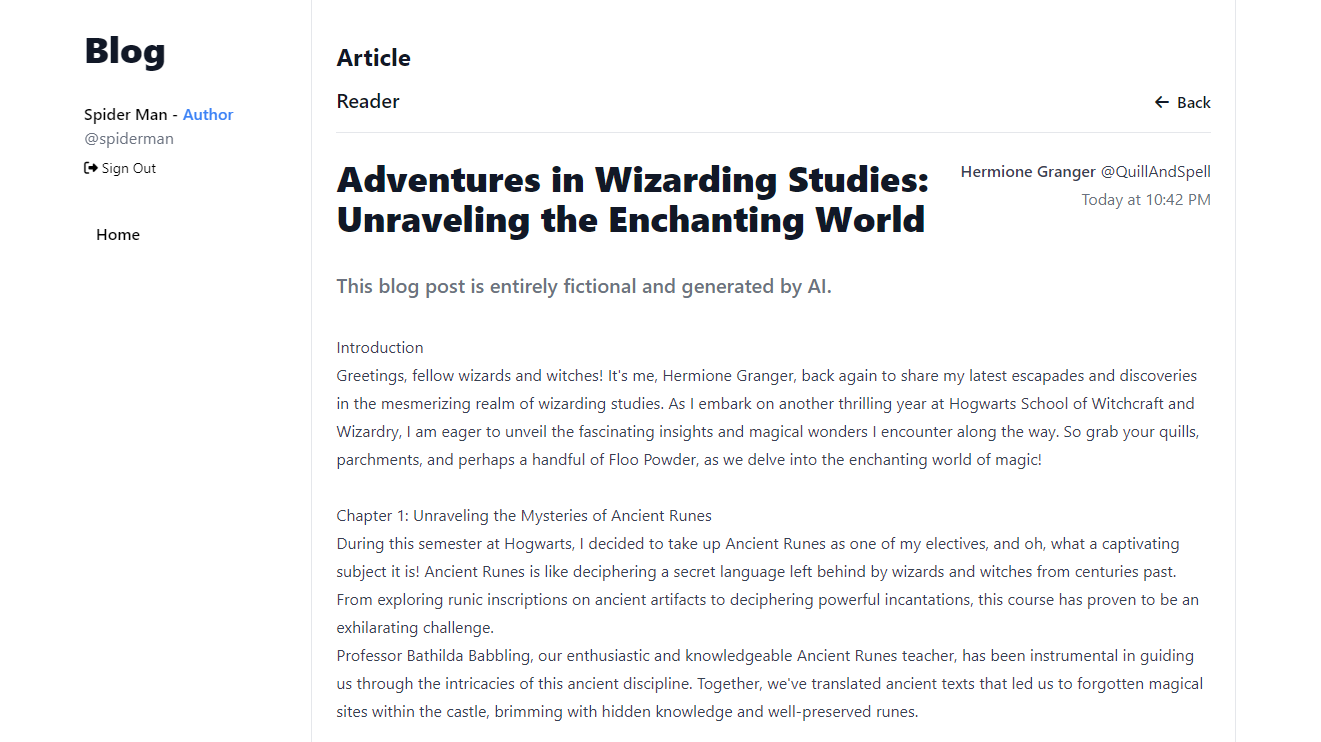 Blog
Spider Man - Author
@spiderman
Sign Out
Home
Article
Reader
Back
Adventures in Wizarding Studies:
Unraveling the Enchanting World
Hermione Granger @QuillAndSpell
Today at 10:42 PM
This blog post is entirely fictional and generated by AI.
Introduction
Greetings, fellow wizards and witches! It's me, Hermione Granger, back again to share my latest escapades and discoveries
in the mesmerizing realm of wizarding studies. As I embark on another thrilling year at Hogwarts School of Witchcraft and
Wizardry, I am eager to unveil the fascinating insights and magical wonders I encounter along the way. So grab your quills,
parchments, and perhaps a handful of Floo Powder, as we delve into the enchanting world of magic!
Chapter 1: Unraveling the Mysteries of Ancient Runes
During this semester at Hogwarts, I decided to take up Ancient Runes as one of my electives, and oh, what a captivating
subject it is! Ancient Runes is like deciphering a secret language left behind by wizards and witches from centuries past.
From exploring runic inscriptions on ancient artifacts to deciphering powerful incantations, this course has proven to be an
exhilarating challenge.
Professor Bathilda Babbling, our enthusiastic and knowledgeable Ancient Runes teacher, has been instrumental in guiding
us through the intricacies of this ancient discipline. Together, we've translated ancient texts that led us to forgotten magical
sites within the castle, brimming with hidden knowledge and well-preserved runes.